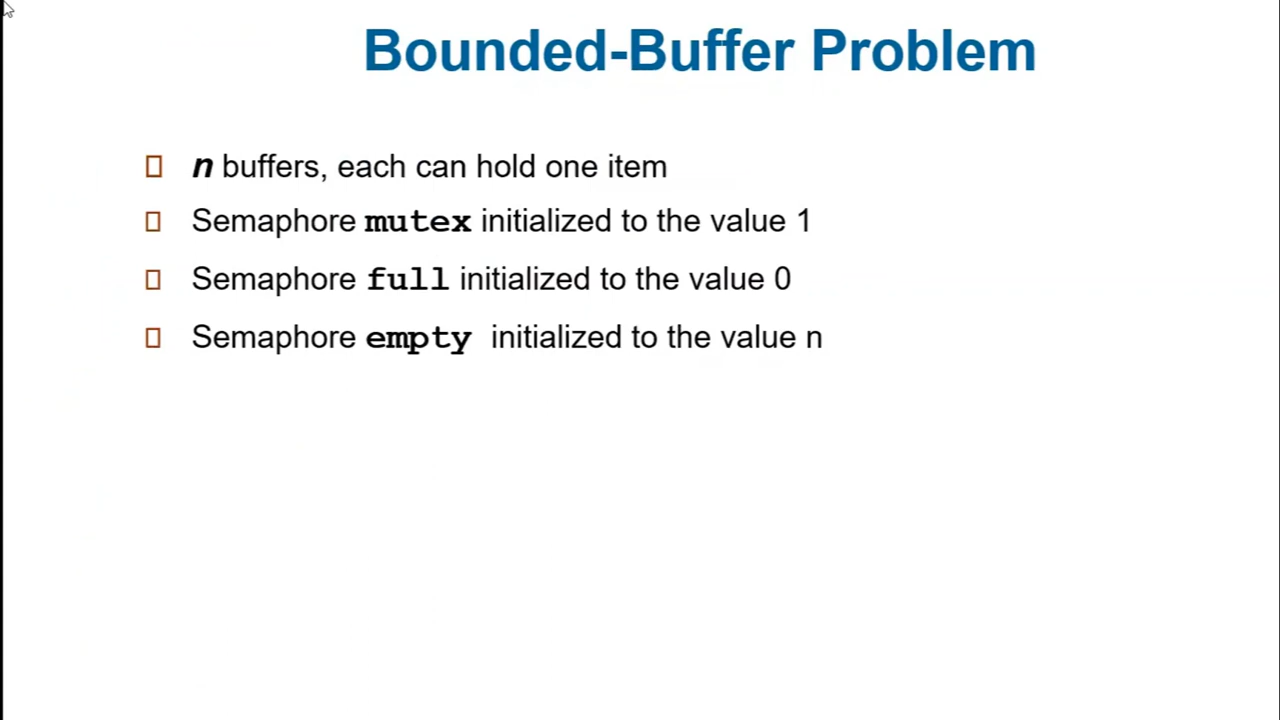 Bounded-Buffer Problem
n buffers, each can hold one item
Semaphore mutex initialized to the value 1
Semaphore full initialized to the value 0
Semaphore empty initialized to the value n